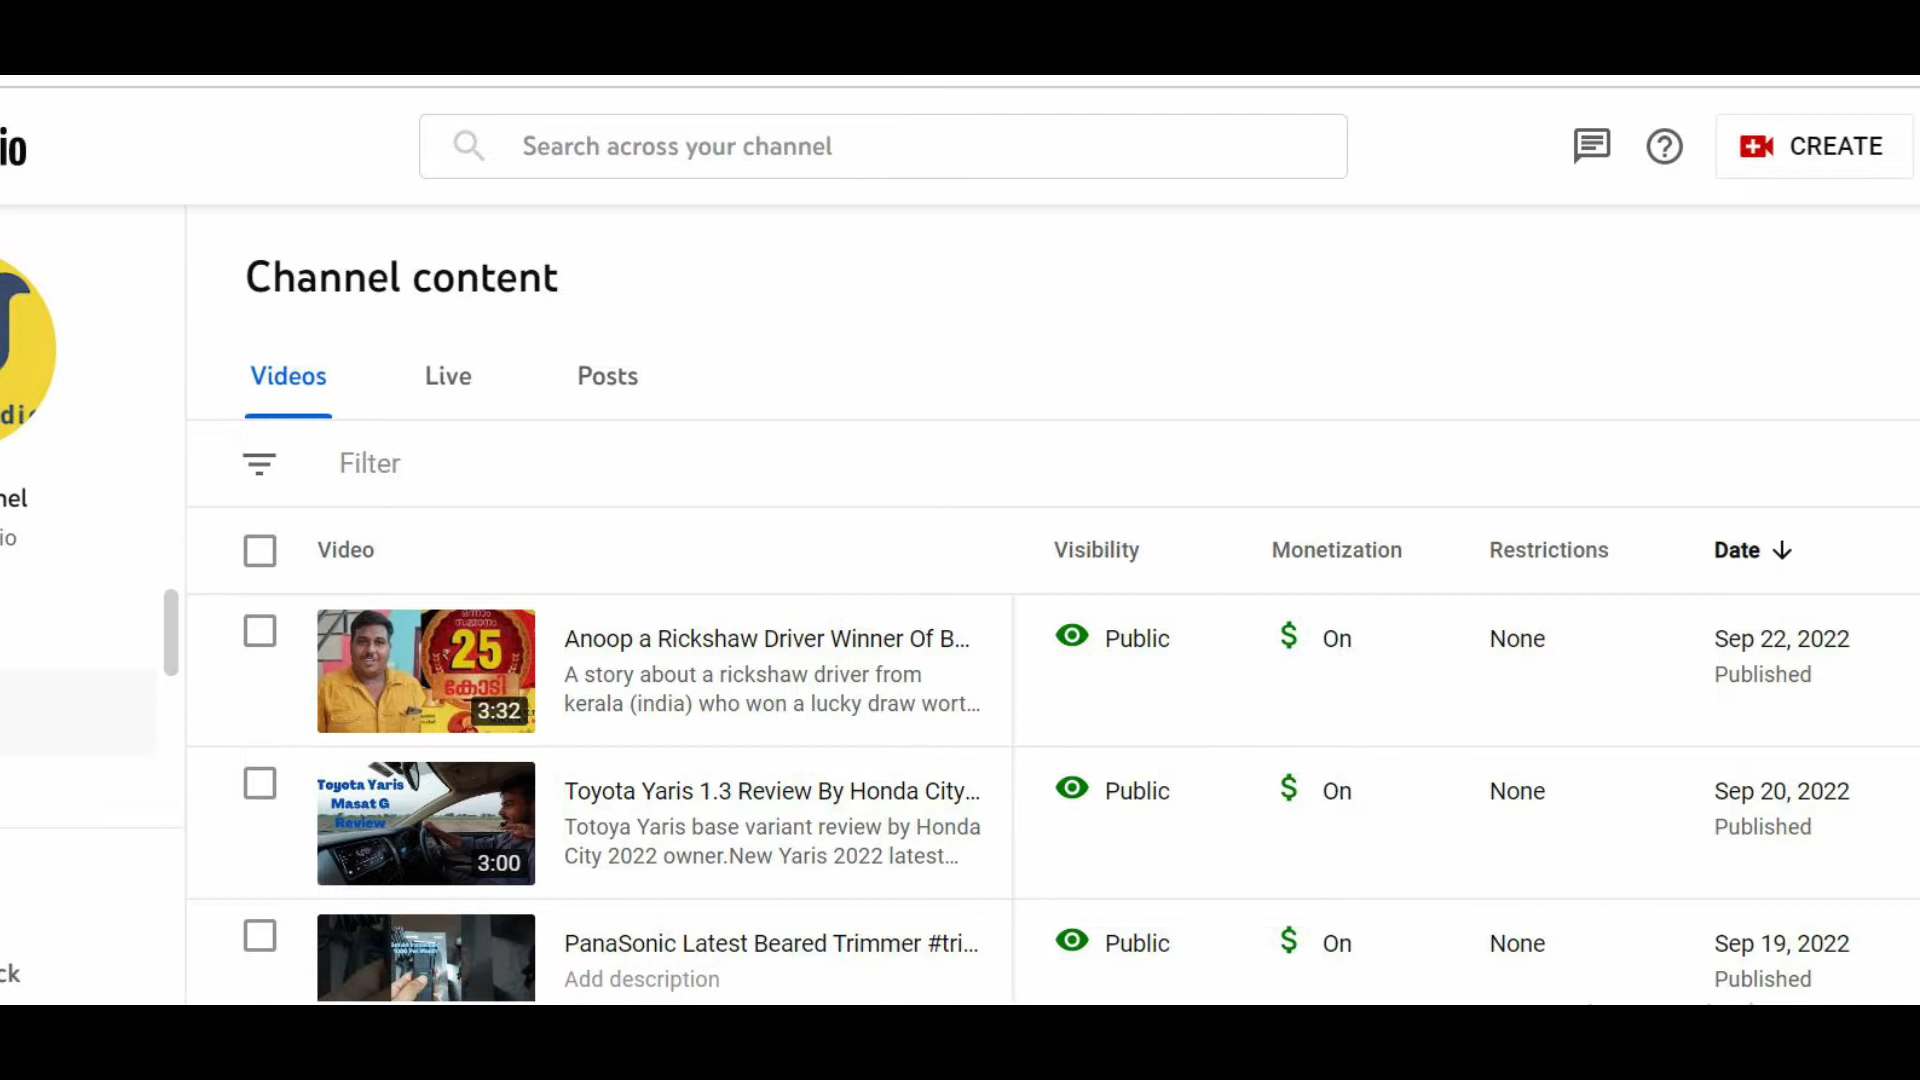 io
Search across your channel
CREATE
Channel content
di
Videos
Live
Posts
Filter
nel
io
Video
Visibility
Monetization
Restrictions
Date
25
കോടി
3:32
Anoop a Rickshaw Driver Winner Of B...
A story about a rickshaw driver from
kerala (india) who won a lucky draw wort...
Public
$ On
None
Sep 22, 2022
Published
Toyota Yaris
Masat G
Review
3:00
Toyota Yaris 1.3 Review By Honda City...
Totoya Yaris base variant review by Honda
City 2022 owner.New Yaris 2022 latest...
Public
$ On
None
Sep 20, 2022
Published
PanaSonic Latest Beared Trimmer #tri...
Add description
Public
$ On
None
Sep 19, 2022
Published
ck